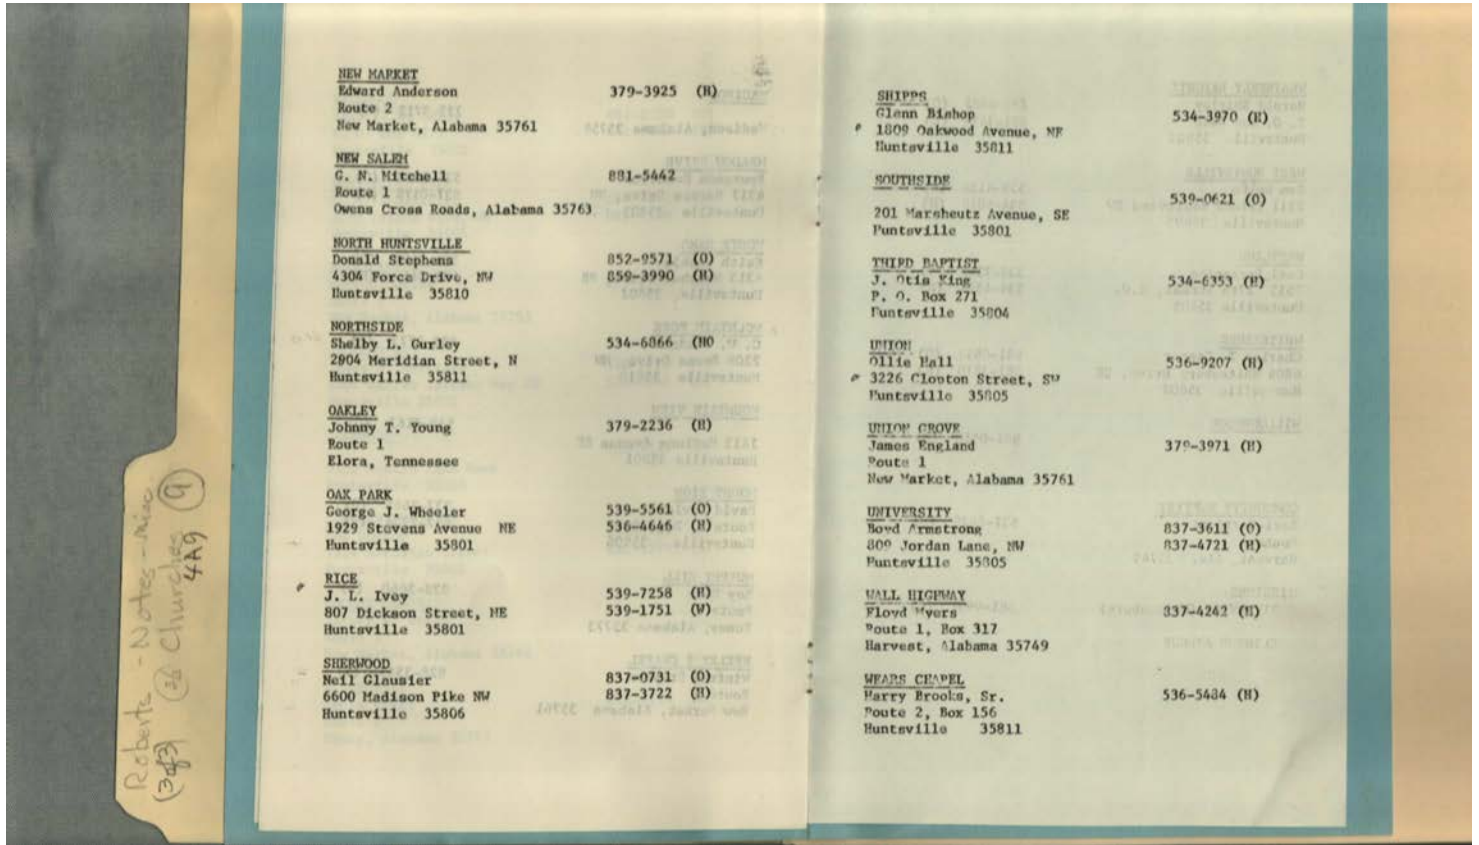 NEW MARKET
Edward Anderson 379-3925 (H)
Route 2
New Market, Alabama 35761
NEW SALEM
G. N. Mitchell 881-5442
Route 1
Owens Cross Roads, Alabama 35763
NORTH HUNTSVILLE
Donald Stephens 852-9571 (O)
4304 Force Drive, NW 859-3990 (H)
Huntsville 35810
NORTHSIDE
Shelby L. Curley 534-6066 (HO
2904 Meridian Street, N
Huntsville 35811
OAKLEY
Johnny T. Young 379-2236 (H)
Route 1
Elora, Tennessee
OAK PARK
George J. Wheeler 539-5561 (O)
1929 Stevens Avenue NE 536-4646 (H)
Huntsville 35801
RICE
J. L. Ivey 539-7258 (H)
807 Dickson Street, NE 539-1751 (W)
Huntsville 35801
SHERWOOD
Neil Glausier 837-0731 (O)
6600 Madison Pike NW 837-3722 (H)
Huntsville 35806
SHIPPS
Glenn Bishop 534-3970 (H)
1809 Oakwood Avenue, NE
Huntsville 35811
SOUTHSIDE
539-0621 (O)
201 Marsheutz Avenue, SE
Huntsville 35801
THIRD BAPTIST
J. Otis King 534-6353 (H)
P. O. Box 271
Huntsville 35804
UNION
Ollie Hall 536-9207 (H)
3226 Clopton Street, SW
Huntsville 35805
UNION GROVE
James England 379-3971 (H)
Route 1
New Market, Alabama 35761
UNIVERSITY
Boyd Armstrong 837-3611 (O)
809 Jordan Lane, NW 837-4721 (H)
Huntsville 35805
WALL HIGHWAY
Floyd Myers 837-4242 (H)
Route 1, Box 317
Harvest, Alabama 35749
WEARS CHAPEL
Harry Brooks, Sr. 536-5484 (H)
Route 2, Box 156
Huntsville 35811
Roberts - Notes - Misc.
(3 of 3) Churches 9
4A9